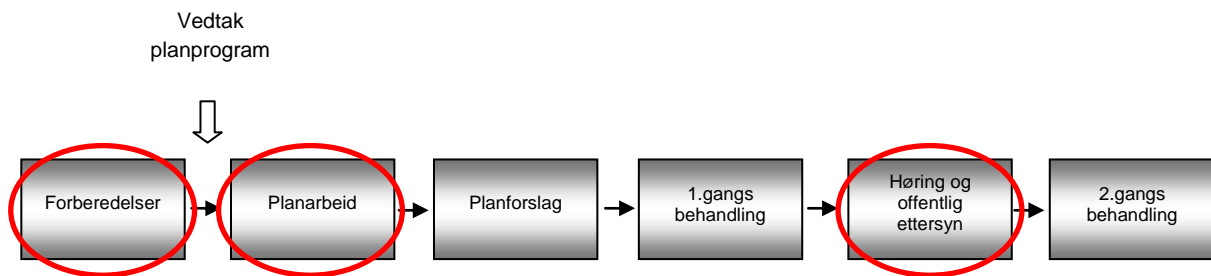 Vedtak
planprogram
Forberedelser
Planarbeid
Planforslag
1.gangs
behandling
Høring og
offentlig
ettersyn
2.gangs
behandling